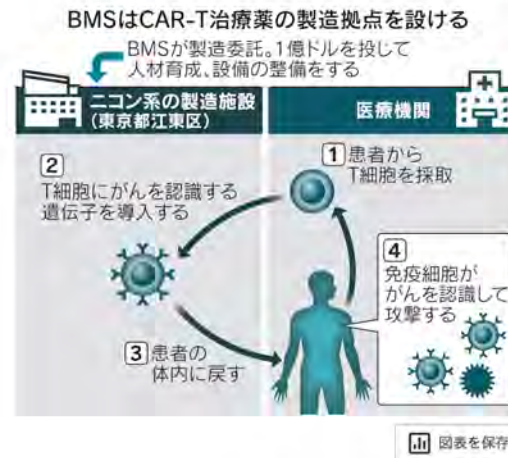 BMSはCAR-T治療薬の製造拠点を設ける
BMSが製造委託。1億ドルを投じて
人材育成、設備の整備をする
ニコン系の製造施設
(東京都江東区)
医療機関
1 患者から
T細胞を採取
2
T細胞にがんを認識する
遺伝子を導入する
3 患者の
体内に戻す
4
免疫細胞が
がんを認識して
攻撃する
図表を保存